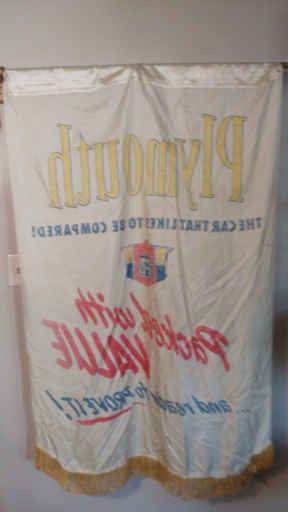 Plymouth
THE CAR THAT LIKES TO BE COMPARED!
Packed with
VALUE
...and ready to PROVE IT!